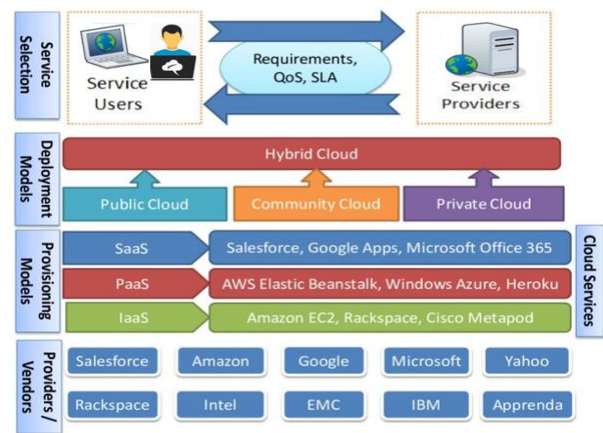 Service
Selection
Service
Users
Requirements,
QoS, SLA
Service
Providers
Deployment
Models
Hybrid Cloud
Public Cloud
Community Cloud
Private Cloud
Provisioning
Models
SaaS
Salesforce, Google Apps, Microsoft Office 365
PaaS
AWS Elastic Beanstalk, Windows Azure, Heroku
IaaS
Amazon EC2, Rackspace, Cisco Metapod
Cloud Services
Providers /
Vendors
Salesforce
Amazon
Google
Microsoft
Yahoo
Rackspace
Intel
EMC
IBM
Apprenda